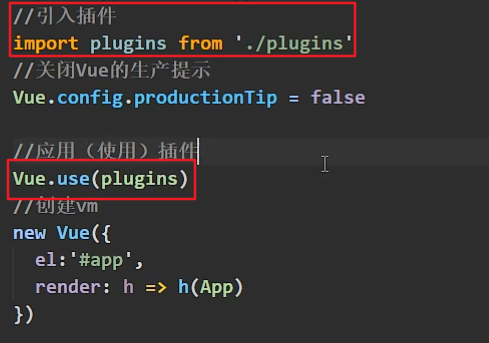 //引入插件
import plugins from './plugins'
//关闭Vue的生产提示
Vue.config.productionTip = false
//应用（使用）插件
Vue.use(plugins)
//创建vm
new Vue({
  el:'#app',
  render: h => h(App)
})